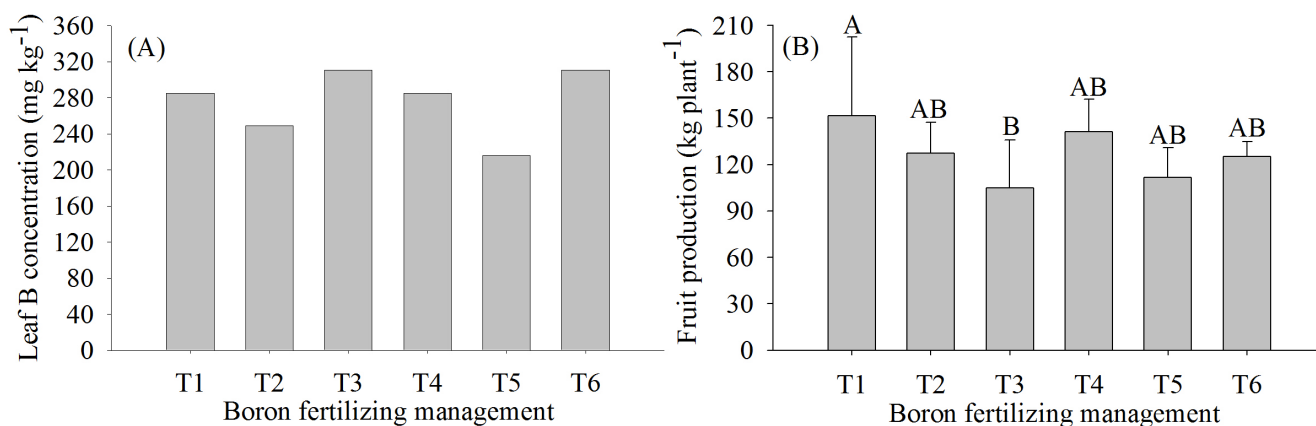 (A)
Leaf B concentration (mg kg⁻¹)
360
320
280
240
200
160
120
80
40
0
T1 T2 T3 T4 T5 T6
Boron fertilizing management
(B)
Fruit production (kg plant⁻¹)
210
180
150
120
90
60
30
0
A
AB
B
AB
AB
AB
T1 T2 T3 T4 T5 T6
Boron fertilizing management